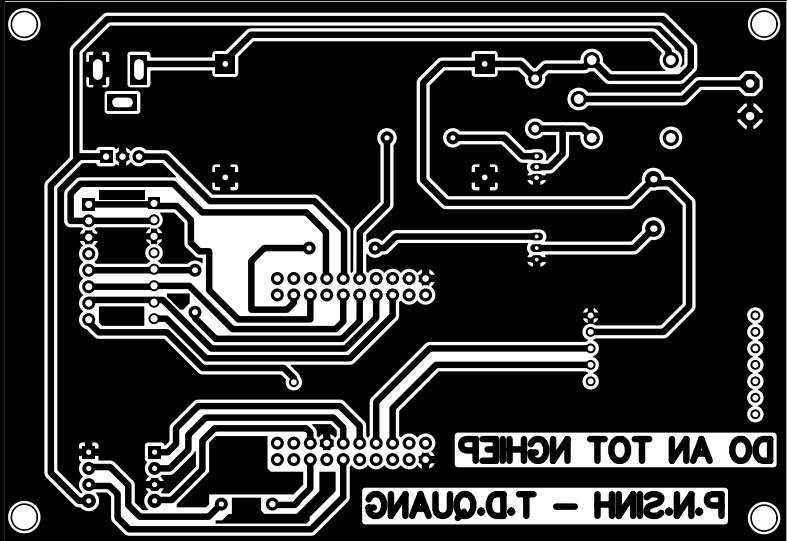 DO AN TOT NGHIEP
P.N.SINH - T.D.QUANG